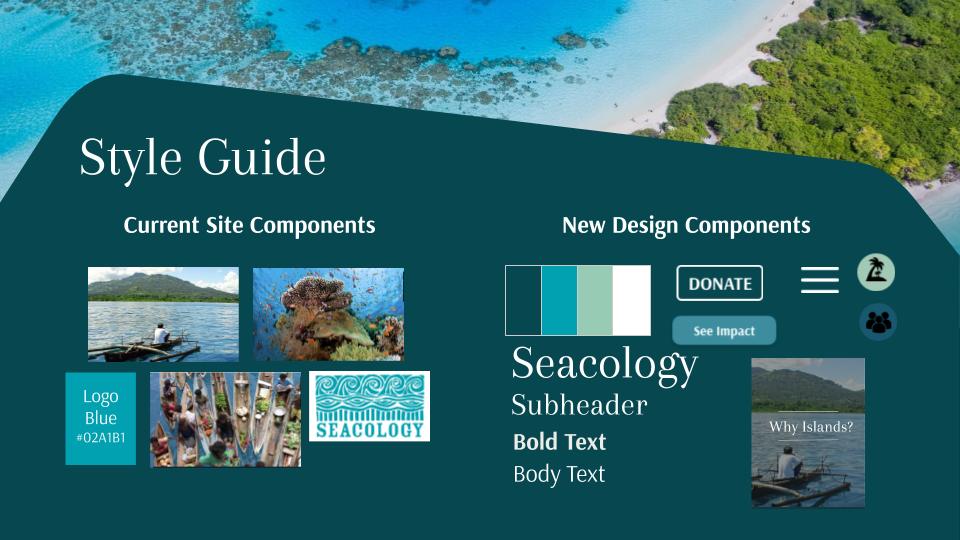 Style Guide
Current Site Components
Logo
Blue
#02A1B1
SEACOLOGY
New Design Components
DONATE
See Impact
Seacology
Subheader
Bold Text
Body Text
Why Islands?